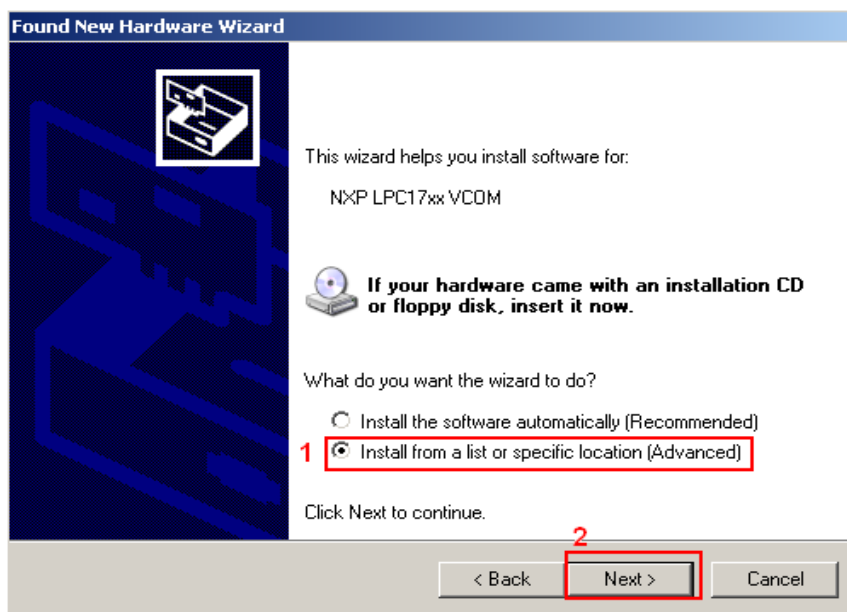 Found New Hardware Wizard
This wizard helps you install software for:
NXP LPC17xx VCOM
If your hardware came with an installation CD
or floppy disk, insert it now.
What do you want the wizard to do?
Install the software automatically (Recommended)
1 Install from a list or specific location (Advanced)
Click Next to continue.
2
< Back Next > Cancel